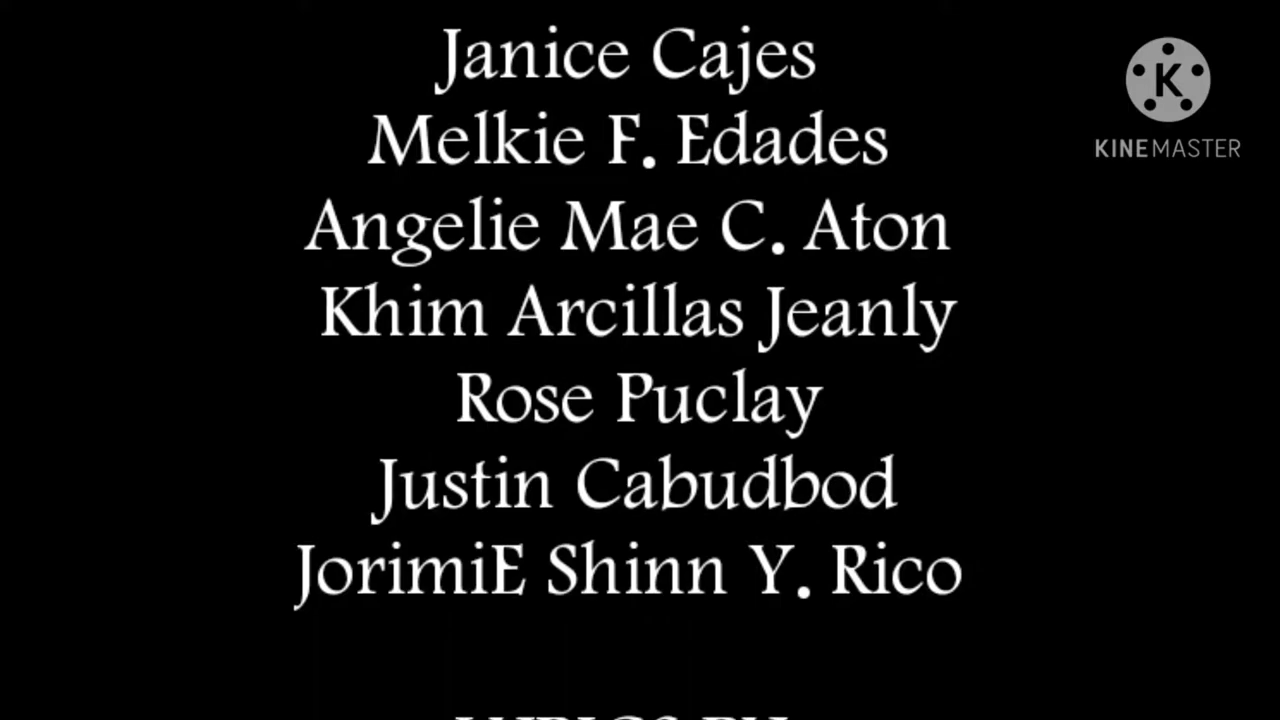 Janice Cajes
K
KINEMASTER
Melkie F. Edades
Angelie Mae C. Aton
Khim Arcillas Jeanly
Rose Puclay
Justin Cabudbod
JorimiE Shinn Y. Rico